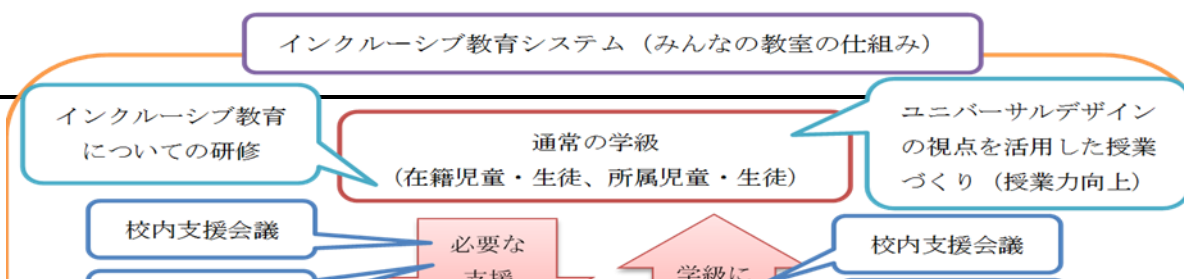 インクルーシブ教育システム（みんなの教室の仕組み）
インクルーシブ教育
についての研修
通常の学級
（在籍児童・生徒、所属児童・生徒）
ユニバーサルデザイン
の視点を活用した授業
づくり（授業力向上）
校内支援会議
必要な
支援
学級に
校内支援会議